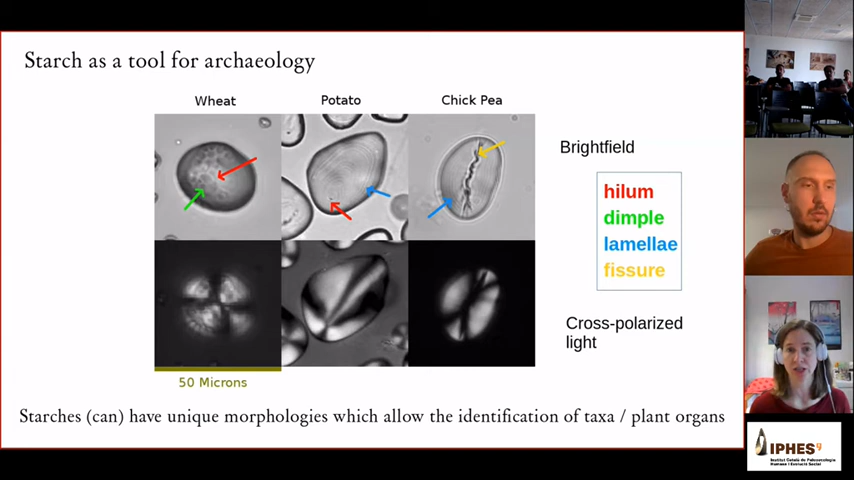 Starch as a tool for archaeology
Wheat
Potato
Chick Pea
Brightfield
hilum
dimple
lamellae
fissure
Cross-polarized
light
50 Microns
Starches (can) have unique morphologies which allow the identification of taxa / plant organs
IPHES
Institut Català de Paleoecologia
Humana i Evolució Social